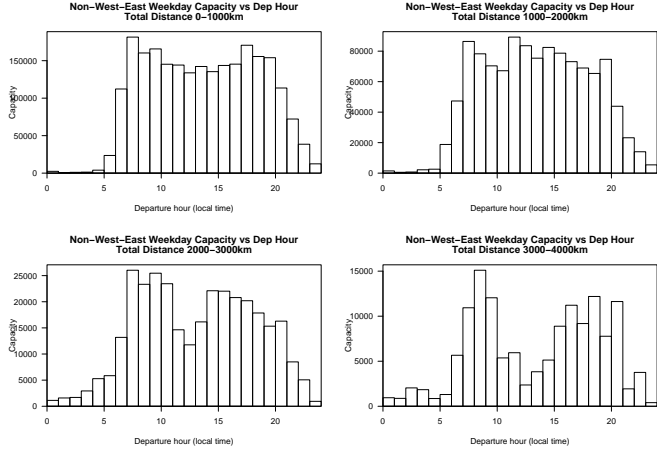 Non−West−East Weekday Capacity vs Dep Hour
Total Distance 0−1000km
Capacity
0
50000
100000
150000
0 5 10 15 20
Departure hour (local time)
Non−West−East Weekday Capacity vs Dep Hour
Total Distance 1000−2000km
Capacity
0
20000
40000
60000
80000
0 5 10 15 20
Departure hour (local time)
Non−West−East Weekday Capacity vs Dep Hour
Total Distance 2000−3000km
Capacity
0
5000
10000
15000
20000
25000
0 5 10 15 20
Departure hour (local time)
Non−West−East Weekday Capacity vs Dep Hour
Total Distance 3000−4000km
Capacity
0
5000
10000
15000
0 5 10 15 20
Departure hour (local time)